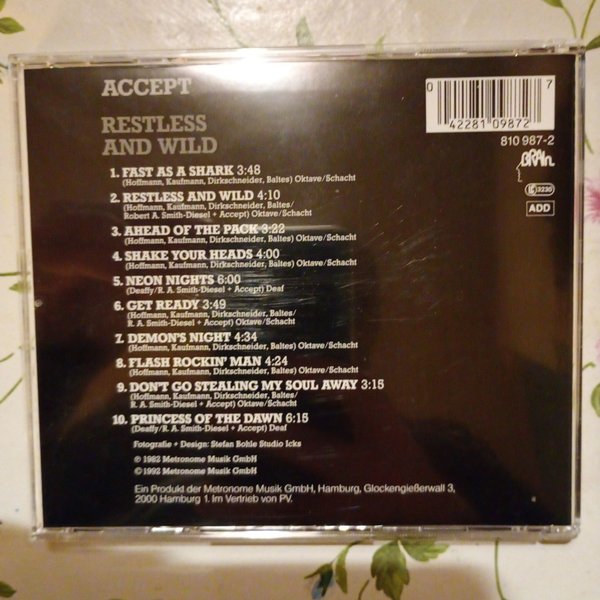 ACCEPT
RESTLESS
AND WILD
0 42281 09872 7
810 987-2
BRAIN
G 3236
ADD
1. FAST AS A SHARK 3:48
(Hoffmann, Kaufmann, Dirkschneider, Baltes) Oktave/Schacht
2. RESTLESS AND WILD 4:10
(Hoffmann, Kaufmann, Dirkschneider, Baltes/
Robert A. Smith-Diesel + Accept) Oktave/Schacht
3. AHEAD OF THE PACK 3:22
(Hoffmann, Kaufmann, Dirkschneider, Baltes) Oktave/Schacht
4. SHAKE YOUR HEADS 4:00
(Hoffmann, Kaufmann, Dirkschneider, Baltes) Oktave/Schacht
5. NEON NIGHTS 6:00
(Deaffy/R. A. Smith-Diesel + Accept) Deaf
6. GET READY 3:49
(Hoffmann, Kaufmann, Dirkschneider, Baltes/
R. A. Smith-Diesel + Accept) Oktave/Schacht
7. DEMON'S NIGHT 4:34
(Hoffmann, Kaufmann, Dirkschneider, Baltes) Oktave/Schacht
8. FLASH ROCKIN' MAN 4:24
(Hoffmann, Kaufmann, Dirkschneider, Baltes) Oktave/Schacht
9. DON'T GO STEALING MY SOUL AWAY 3:15
(Hoffmann, Kaufmann, Dirkschneider, Baltes/
R. A. Smith-Diesel + Accept) Oktave/Schacht
10. PRINCESS OF THE DAWN 6:15
(Deaffy/R. A. Smith-Diesel + Accept) Deaf
Fotografie + Design: Stefan Bohle Studio Icks
℗ 1982 Metronome Musik GmbH
© 1992 Metronome Musik GmbH
Ein Produkt der Metronome Musik GmbH, Hamburg, Glockengießerwall 3,
2000 Hamburg 1. Im Vertrieb von PV.